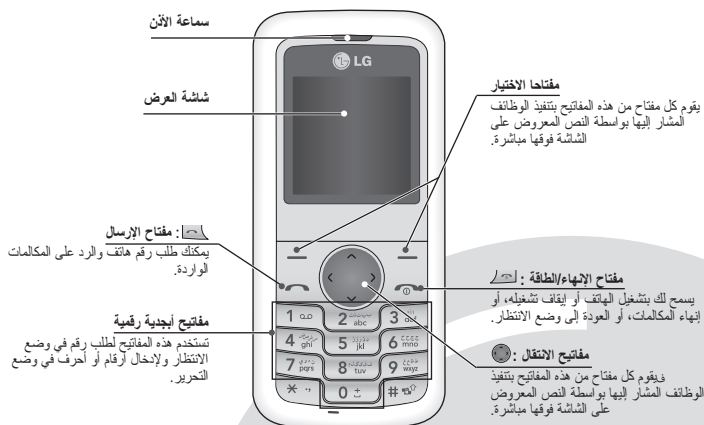 سماعة الأذن
LG
شاشة العرض
مفتاحا الاختيار
يقوم كل مفتاح من هذه المفاتيح بتنفيذ الوظائف
المشار إليها بواسطة النص المعروض على
الشاشة فوقها مباشرة.
: مفتاح الإرسال
يمكنك طلب رقم هاتف والرد على المكالمات
الواردة.
مفتاح الإنهاء/الطاقة :
يسمح لك بتشغيل الهاتف أو إيقاف تشغيله، أو
إنهاء المكالمات، أو العودة إلى وضع الانتظار.
مفاتيح أبجدية رقمية
تستخدم هذه المفاتيح لطلب رقم في وضع
الانتظار ولإدخال أرقام أو أحرف في وضع
التحرير.
مفاتيح الانتقال :
يقوم كل مفتاح من هذه المفاتيح بتنفيذ
الوظائف المشار إليها بواسطة النص المعروض
على الشاشة فوقها مباشرة.
1
2 abc
3 def
4 ghi
5 jkl
6 mno
7 pqrs
8 tuv
9 wxyz
*
0 +
#